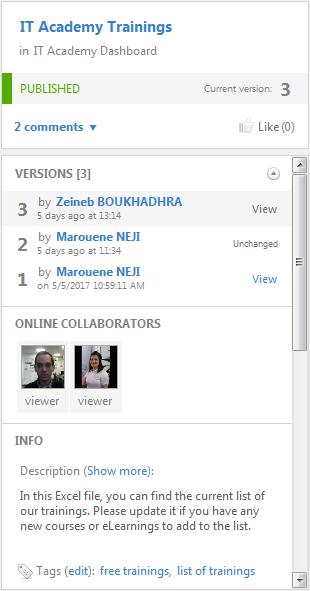 IT Academy Trainings
in IT Academy Dashboard
PUBLISHED Current version: 3
2 comments Like (0)
VERSIONS [3]
3 by Zeineb BOUKHADHRA View
5 days ago at 13:14
2 by Marouene NEJI Unchanged
5 days ago at 11:34
1 by Marouene NEJI View
on 5/5/2017 10:59:11 AM
ONLINE COLLABORATORS
viewer viewer
INFO
Description (Show more):
In this Excel file, you can find the current list of
our trainings. Please update it if you have any
new courses or eLearnings to add to the list.
Tags (edit): free trainings, list of trainings